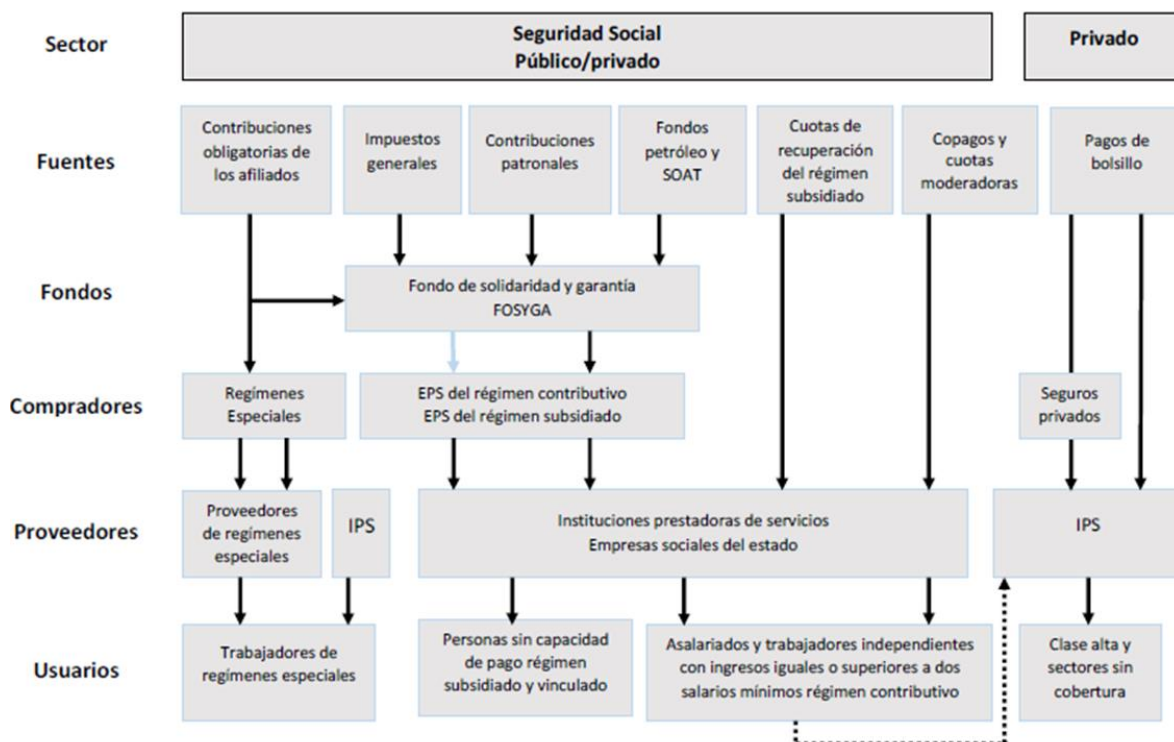 Sector
Seguridad Social
Público/privado
Privado
Fuentes
Contribuciones
obligatorias de
los afiliados
Impuestos
generales
Contribuciones
patronales
Fondos
petróleo y
SOAT
Cuotas de
recuperación
del régimen
subsidiado
Copagos y
cuotas
moderadoras
Pagos de
bolsillo
Fondos
Fondo de solidaridad y garantía
FOSYGA
Compradores
Regímenes
Especiales
EPS del régimen contributivo
EPS del régimen subsidiado
Seguros
privados
Proveedores
Proveedores
de regímenes
especiales
IPS
Instituciones prestadoras de servicios
Empresas sociales del estado
IPS
Usuarios
Trabajadores de
regímenes especiales
Personas sin capacidad
de pago régimen
subsidiado y vinculado
Asalariados y trabajadores independientes
con ingresos iguales o superiores a dos
salarios mínimos régimen contributivo
Clase alta y
sectores sin
cobertura